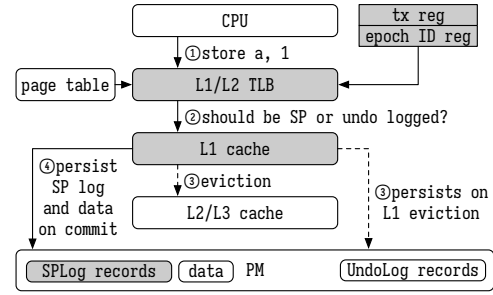 CPU
tx reg
epoch ID reg
①store a, 1
page table
L1/L2 TLB
②should be SP or undo logged?
L1 cache
④persist
SP log
and data
on commit
③eviction
③persists on
L1 eviction
L2/L3 cache
SPLog records
data
PM
UndoLog records